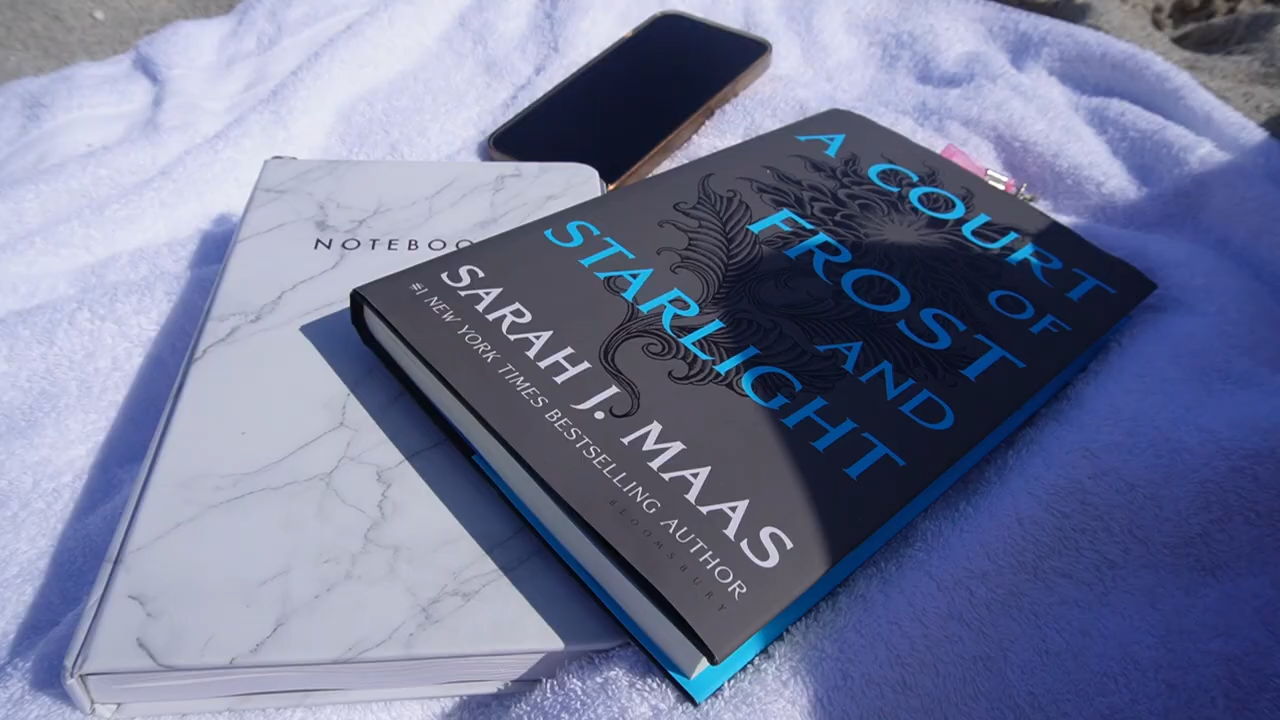 NOTEBOO
A COURT
OF
FROST
AND
STARLIGHT
SARAH J. MAAS
#1 NEW YORK TIMES BESTSELLING AUTHOR
BLOOMSBURY